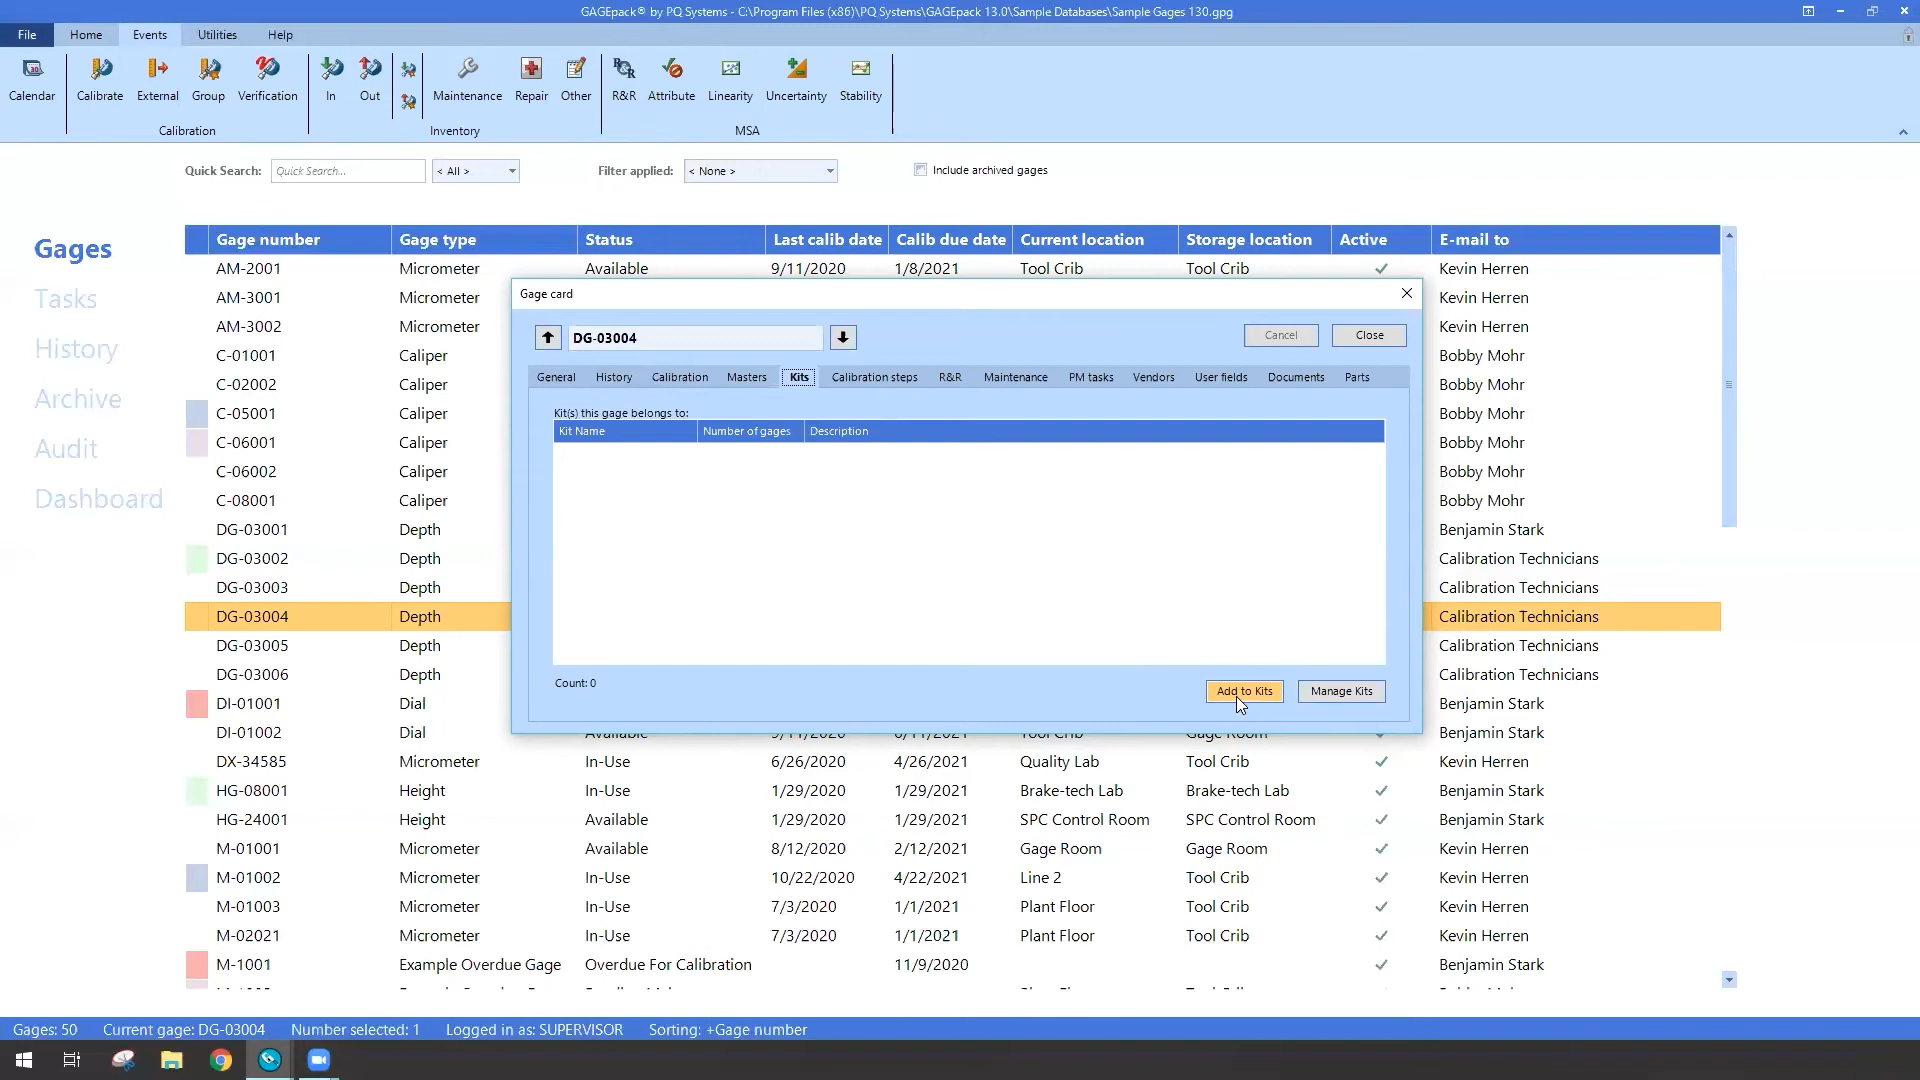 GAGEpack® by PQ Systems - C:\Program Files (x86)\PQ Systems\GAGEpack 13.0\Sample Databases\Sample Gages 130.gpg
File Home Events Utilities Help
Calendar Calibrate External Group Verification In Out Maintenance Repair Other R&R Attribute Linearity Uncertainty Stability
Calibration Inventory MSA
Quick Search: Quick Search... < All > Filter applied: < None > Include archived gages
Gages
Tasks
History
Archive
Audit
Dashboard
Gage number Gage type Status Last calib date Calib due date Current location Storage location Active E-mail to
AM-2001 Micrometer Available 9/11/2020 1/8/2021 Tool Crib Tool Crib Kevin Herren
AM-3001 Micrometer Kevin Herren
AM-3002 Micrometer Kevin Herren
C-01001 Caliper Bobby Mohr
C-02002 Caliper Bobby Mohr
C-05001 Caliper Bobby Mohr
C-06001 Caliper Bobby Mohr
C-06002 Caliper Bobby Mohr
C-08001 Caliper Bobby Mohr
DG-03001 Depth Benjamin Stark
DG-03002 Depth Calibration Technicians
DG-03003 Depth Calibration Technicians
DG-03004 Depth Calibration Technicians
DG-03005 Depth Calibration Technicians
DG-03006 Depth Calibration Technicians
DI-01001 Dial Benjamin Stark
DI-01002 Dial Available Tool Crib Gage Room Benjamin Stark
DX-34585 Micrometer In-Use 6/26/2020 4/26/2021 Quality Lab Tool Crib Kevin Herren
HG-08001 Height In-Use 1/29/2020 1/29/2021 Brake-tech Lab Brake-tech Lab Benjamin Stark
HG-24001 Height Available 1/29/2020 1/29/2021 SPC Control Room SPC Control Room Benjamin Stark
M-01001 Micrometer Available 8/12/2020 2/12/2021 Gage Room Gage Room Kevin Herren
M-01002 Micrometer In-Use 10/22/2020 4/22/2021 Line 2 Tool Crib Kevin Herren
M-01003 Micrometer In-Use 7/3/2020 1/1/2021 Plant Floor Tool Crib Kevin Herren
M-02021 Micrometer In-Use 7/3/2020 1/1/2021 Plant Floor Tool Crib Kevin Herren
M-1001 Example Overdue Gage Overdue For Calibration 11/9/2020 Benjamin Stark
Gage card
DG-03004 Cancel Close
General History Calibration Masters Kits Calibration steps R&R Maintenance PM tasks Vendors User fields Documents Parts
Kit(s) this gage belongs to:
Kit Name Number of gages Description
Count: 0
Add to Kits Manage Kits
Gages: 50 Current gage: DG-03004 Number selected: 1 Logged in as: SUPERVISOR Sorting: +Gage number